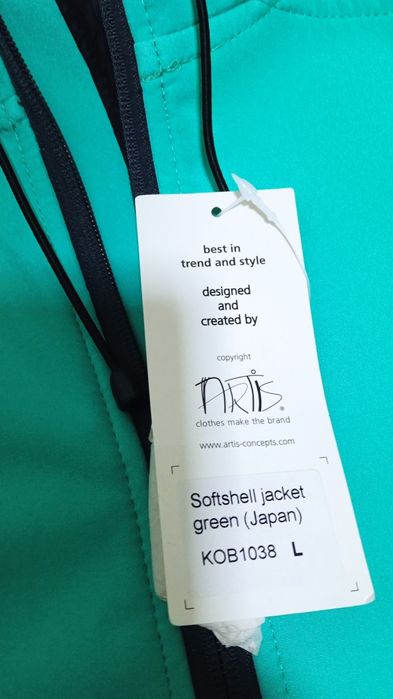 best in
trend and style
designed
and
created by
copyright
ARTIS®
clothes make the brand
www.artis-concepts.com
Softshell jacket
green (Japan)
KOB1038 L